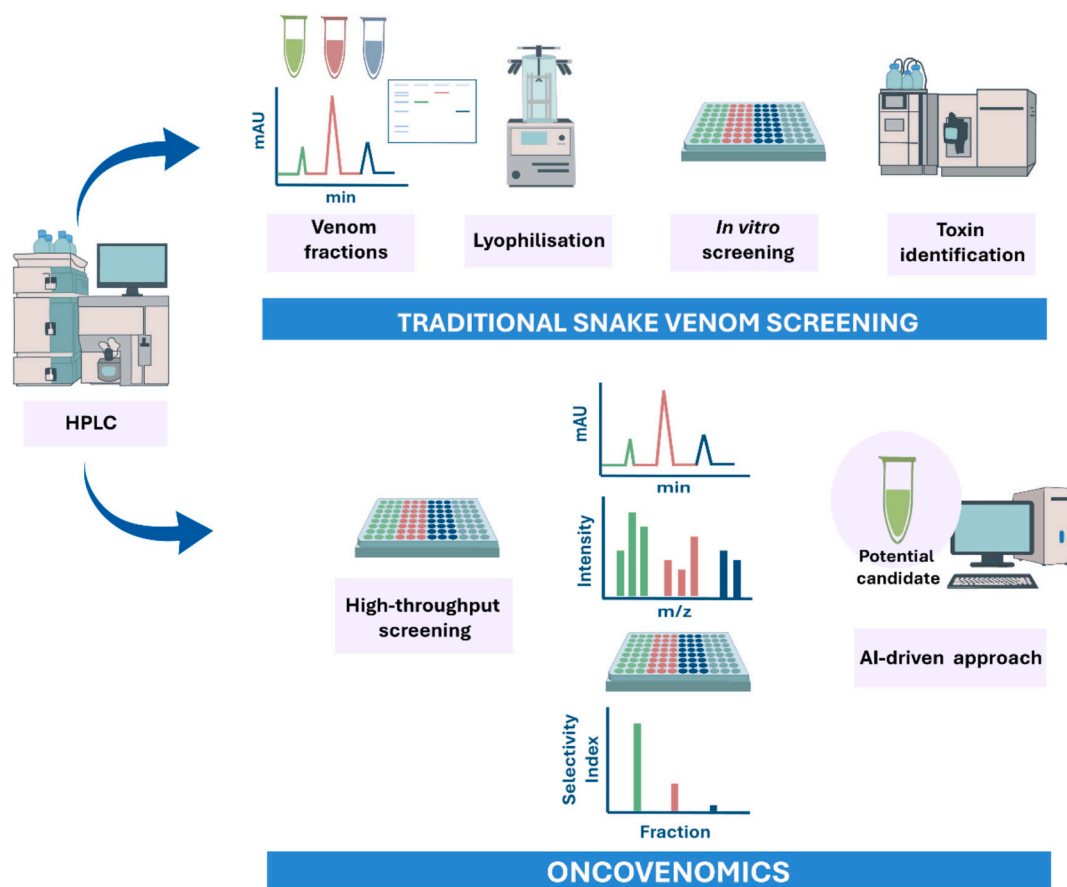 mAU
min
Venom
fractions
Lyophilisation
In vitro
screening
Toxin
identification
TRADITIONAL SNAKE VENOM SCREENING
HPLC
mAU
min
Intensity
m/z
High-throughput
screening
Potential
candidate
AI-driven approach
Selectivity
Index
Fraction
ONCOVENOMICS